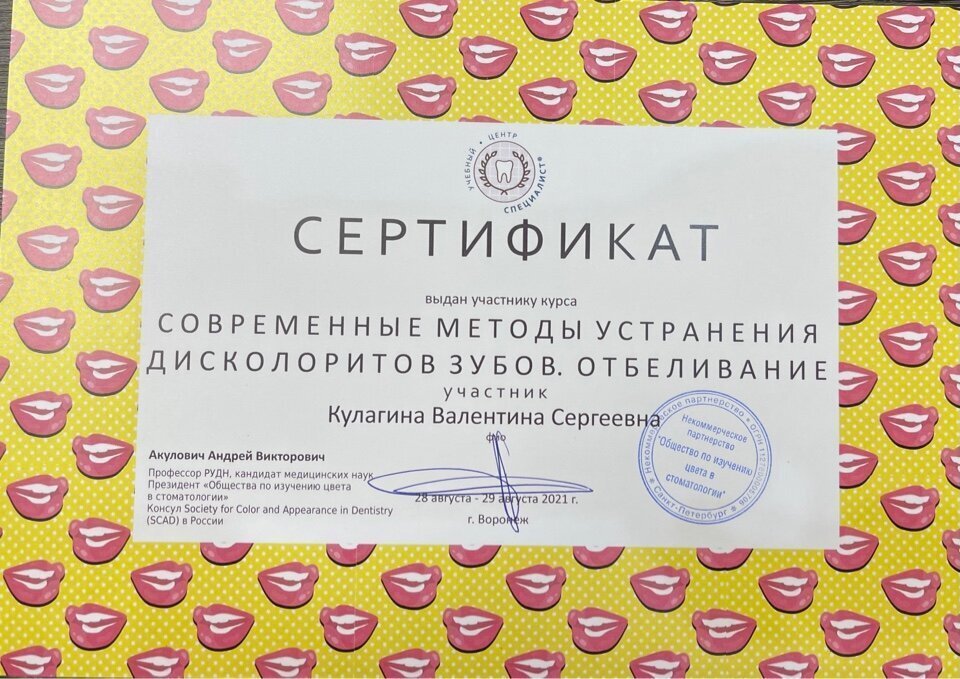 УЧЕБНЫЙ • ЦЕНТР
СПЕЦИАЛИСТ®
СЕРТИФИКАТ
выдан участнику курса
СОВРЕМЕННЫЕ МЕТОДЫ УСТРАНЕНИЯ
ДИСКОЛОРИТОВ ЗУБОВ. ОТБЕЛИВАНИЕ
участник
Кулагина Валентина Сергеевна
фио
Акулович Андрей Викторович
Профессор РУДН, кандидат медицинских наук
Президент «Общества по изучению цвета
в стоматологии»
Консул Society for Color and Appearance in Dentistry
(SCAD) в России
28 августа - 29 августа 2021 г.
г. Воронеж
Некоммерческое партнерство
Санкт-Петербург
Некоммерческое
партнерство
"Общество по изучению
цвета в
стоматологии"